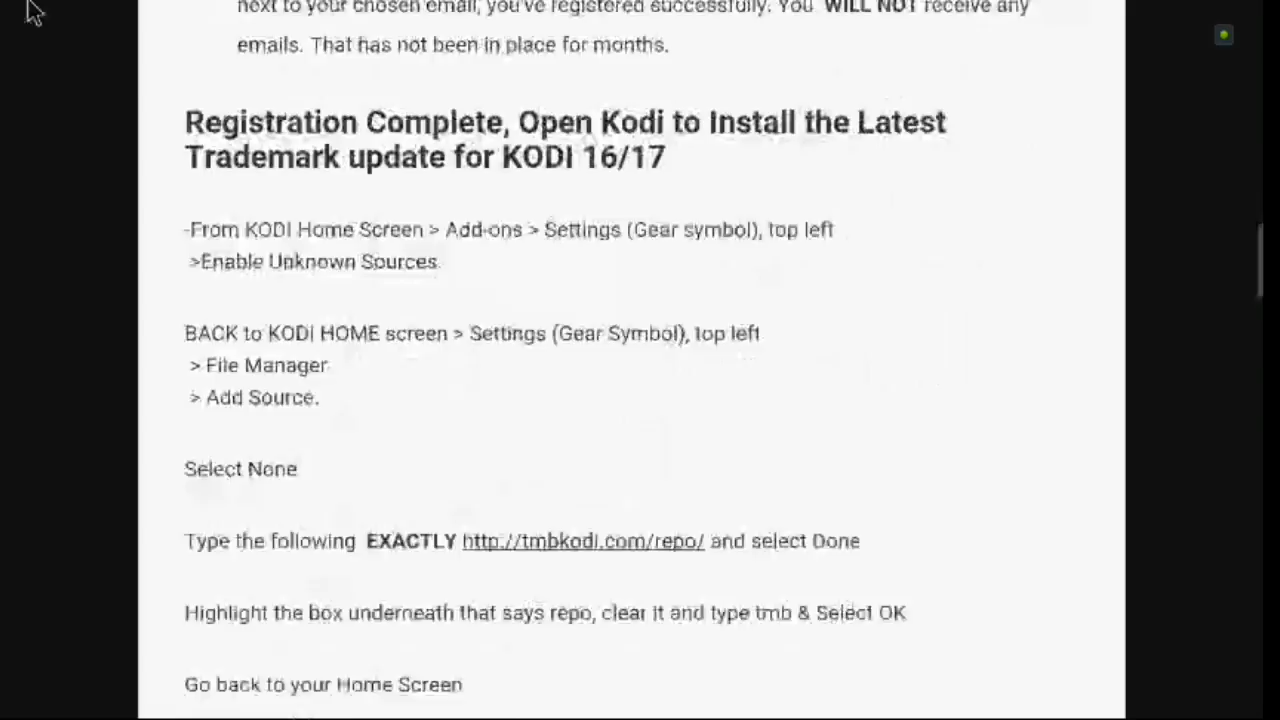 next to your chosen email, you've registered successfully. You WILL NOT receive any
emails. That has not been in place for months.
Registration Complete, Open Kodi to Install the Latest
Trademark update for KODI 16/17
-From KODI Home Screen > Add-ons > Settings (Gear symbol), top left
>Enable Unknown Sources.
BACK to KODI HOME screen > Settings (Gear Symbol), top left
> File Manager
> Add Source.
Select None
Type the following EXACTLY http://tmbkodi.com/repo/ and select Done
Highlight the box underneath that says repo, clear it and type tmb & Select OK
Go back to your Home Screen